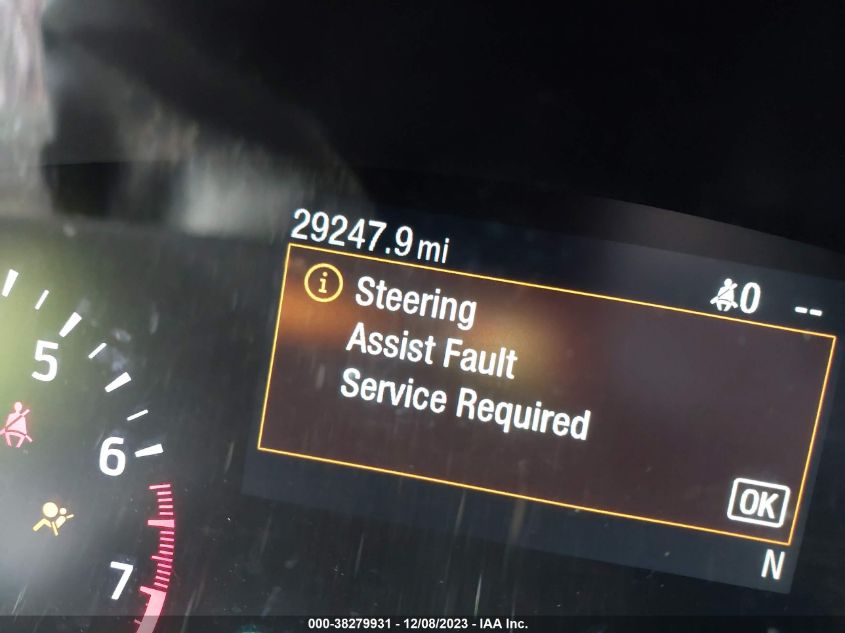 29247.9 mi
0 --
Steering
Assist Fault
Service Required
OK
N
5
6
7
000-38279931 - 12/08/2023 - IAA Inc.